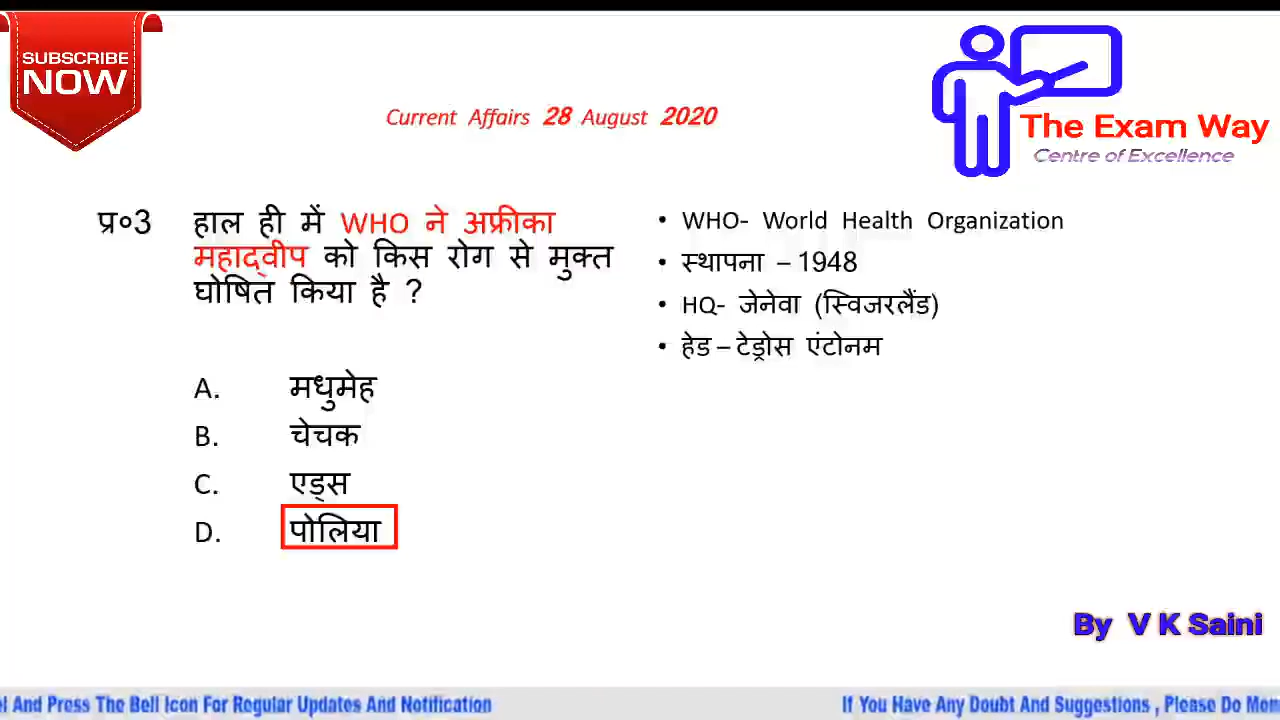 SUBSCRIBE
NOW
Current Affairs 28 August 2020
The Exam Way
Centre of Excellence
प्र०3 हाल ही में WHO ने अफ्रीका
महाद्वीप को किस रोग से मुक्त
घोषित किया है ?
A. मधुमेह
B. चेचक
C. एड्स
D. पोलिया
• WHO- World Health Organization
• स्थापना – 1948
• HQ- जेनेवा (स्विजरलैंड)
• हेड – टेड्रोस एंटोनम
By V K Saini
el And Press The Bell Icon For Regular Updates And Notification
If You Have Any Doubt And Suggestions , Please Do